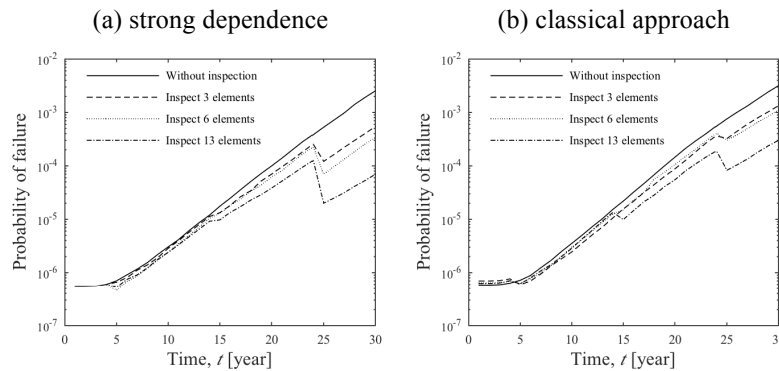 (a) strong dependence
(b) classical approach
10⁻²
10⁻³
10⁻⁴
10⁻⁵
10⁻⁶
10⁻⁷
Probability of failure
Without inspection
Inspect 3 elements
Inspect 6 elements
Inspect 13 elements
0 5 10 15 20 25 30
Time, t [year]
10⁻²
10⁻³
10⁻⁴
10⁻⁵
10⁻⁶
10⁻⁷
Probability of failure
Without inspection
Inspect 3 elements
Inspect 6 elements
Inspect 13 elements
0 5 10 15 20 25 3
Time, t [year]